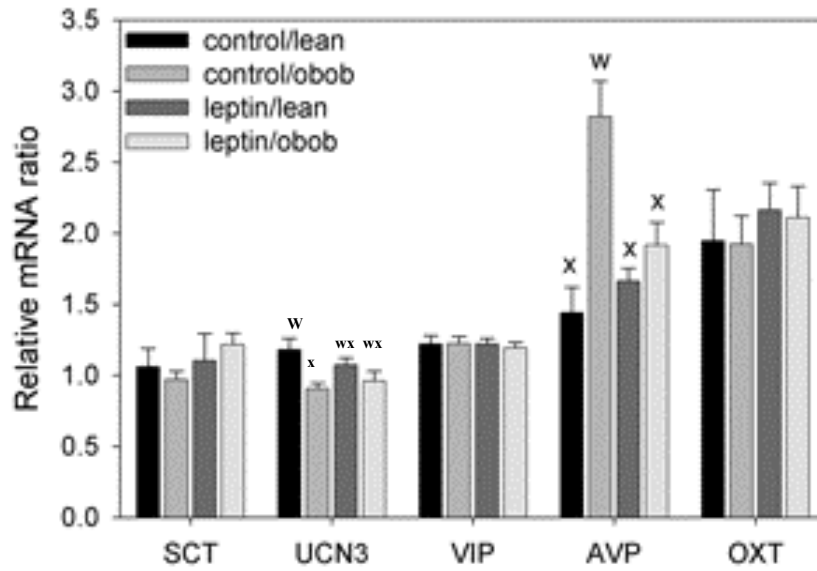 3.5
3.0
2.5
2.0
1.5
1.0
0.5
0.0
Relative mRNA ratio
control/lean
control/obob
leptin/lean
leptin/obob
W
x
wx
wx
X
W
X
X
SCT UCN3 VIP AVP OXT